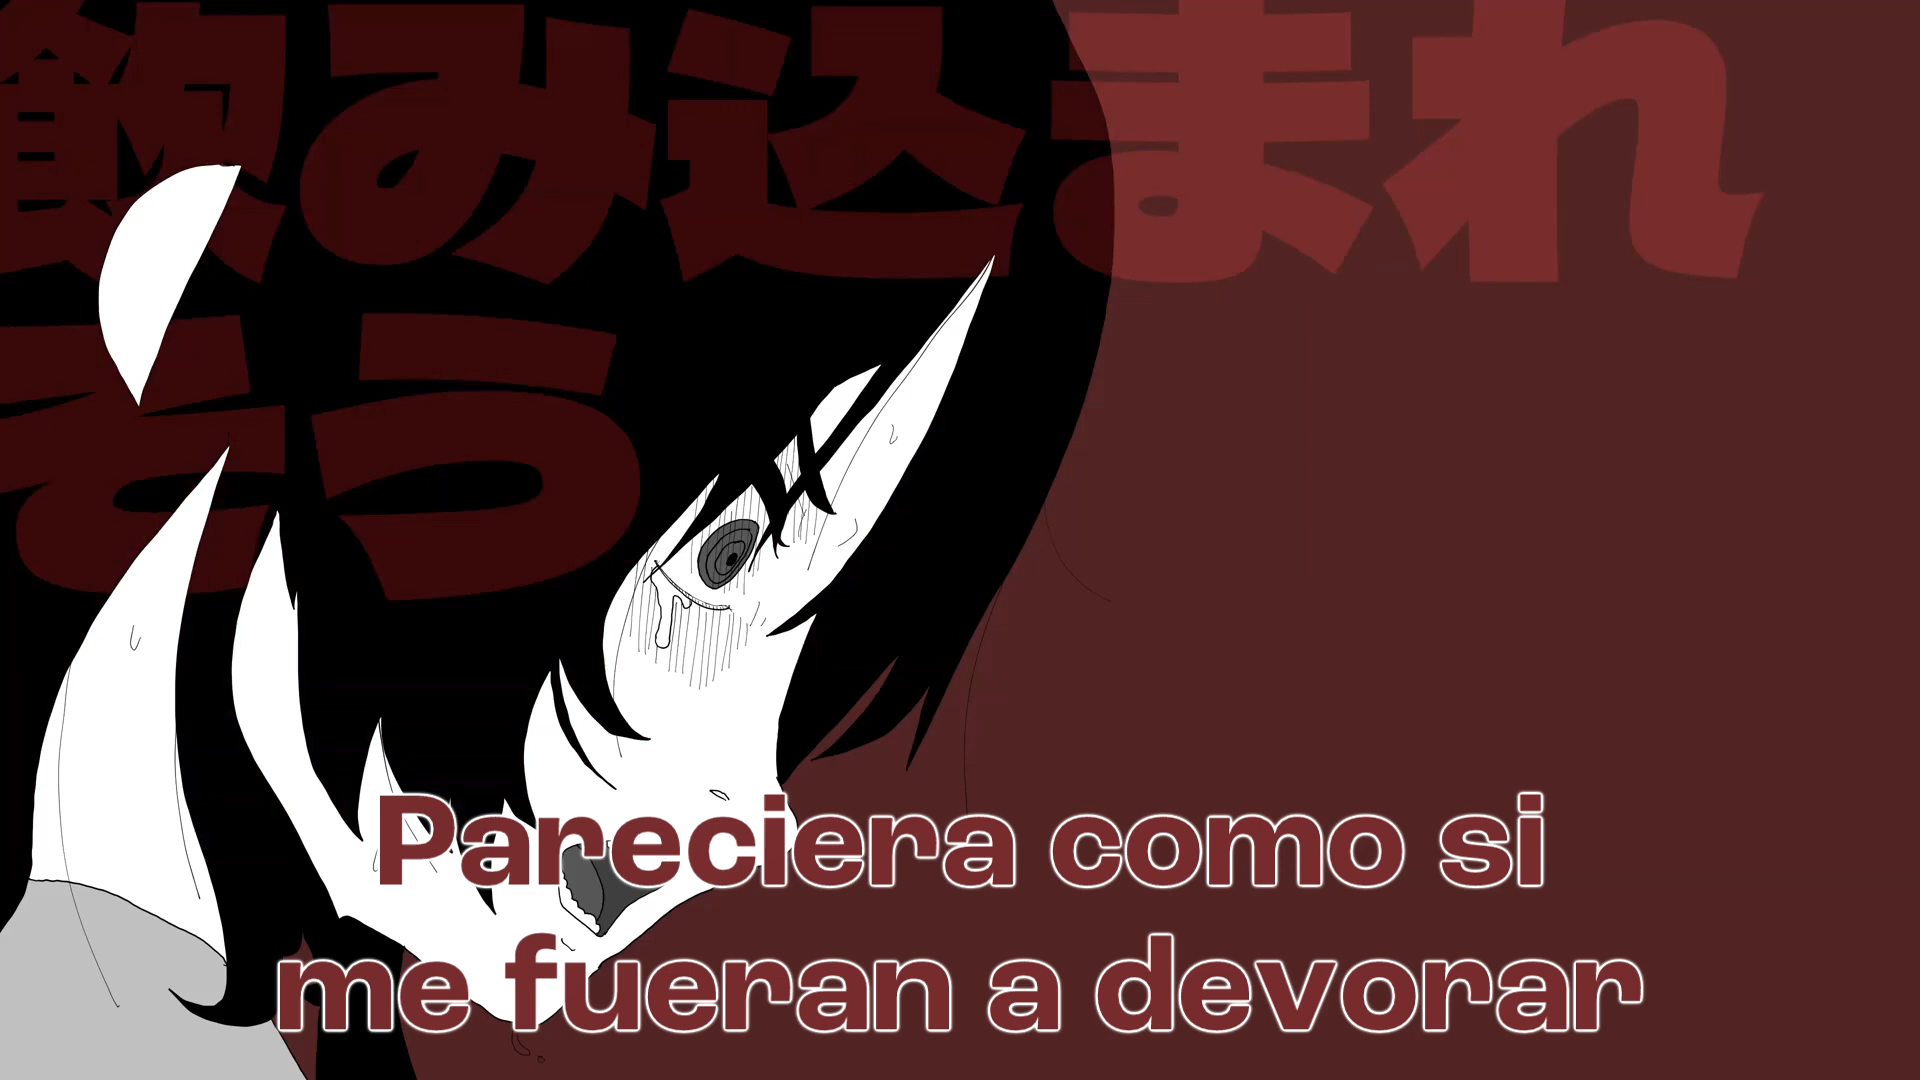 飲み込まれ
そう
Pareciera como si
me fueran a devorar